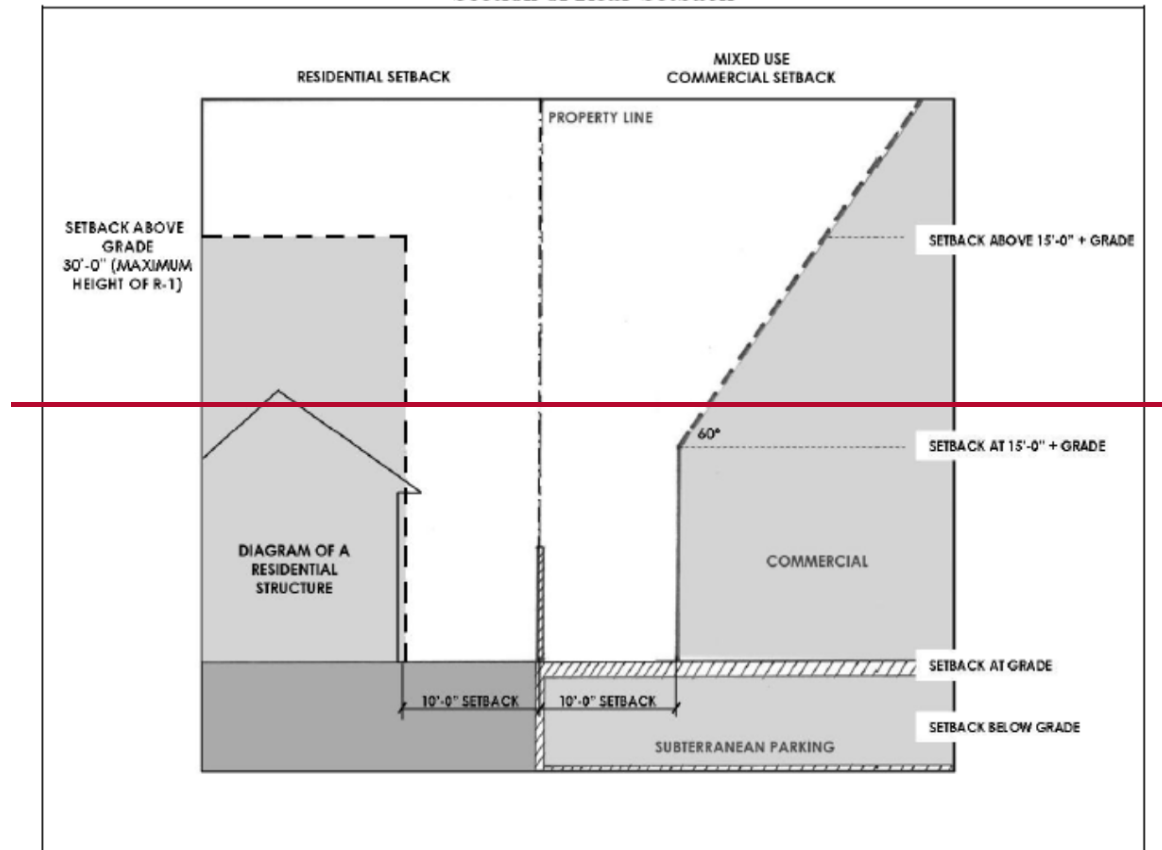 RESIDENTIAL SETBACK
MIXED USE
COMMERCIAL SETBACK
PROPERTY LINE
SETBACK ABOVE
GRADE
30'-0" (MAXIMUM
HEIGHT OF R-1)
SETBACK ABOVE 15'-0" + GRADE
60°
SETBACK AT 15'-0" + GRADE
DIAGRAM OF A
RESIDENTIAL
STRUCTURE
COMMERCIAL
SETBACK AT GRADE
10'-0" SETBACK
10'-0" SETBACK
SETBACK BELOW GRADE
SUBTERRANEAN PARKING